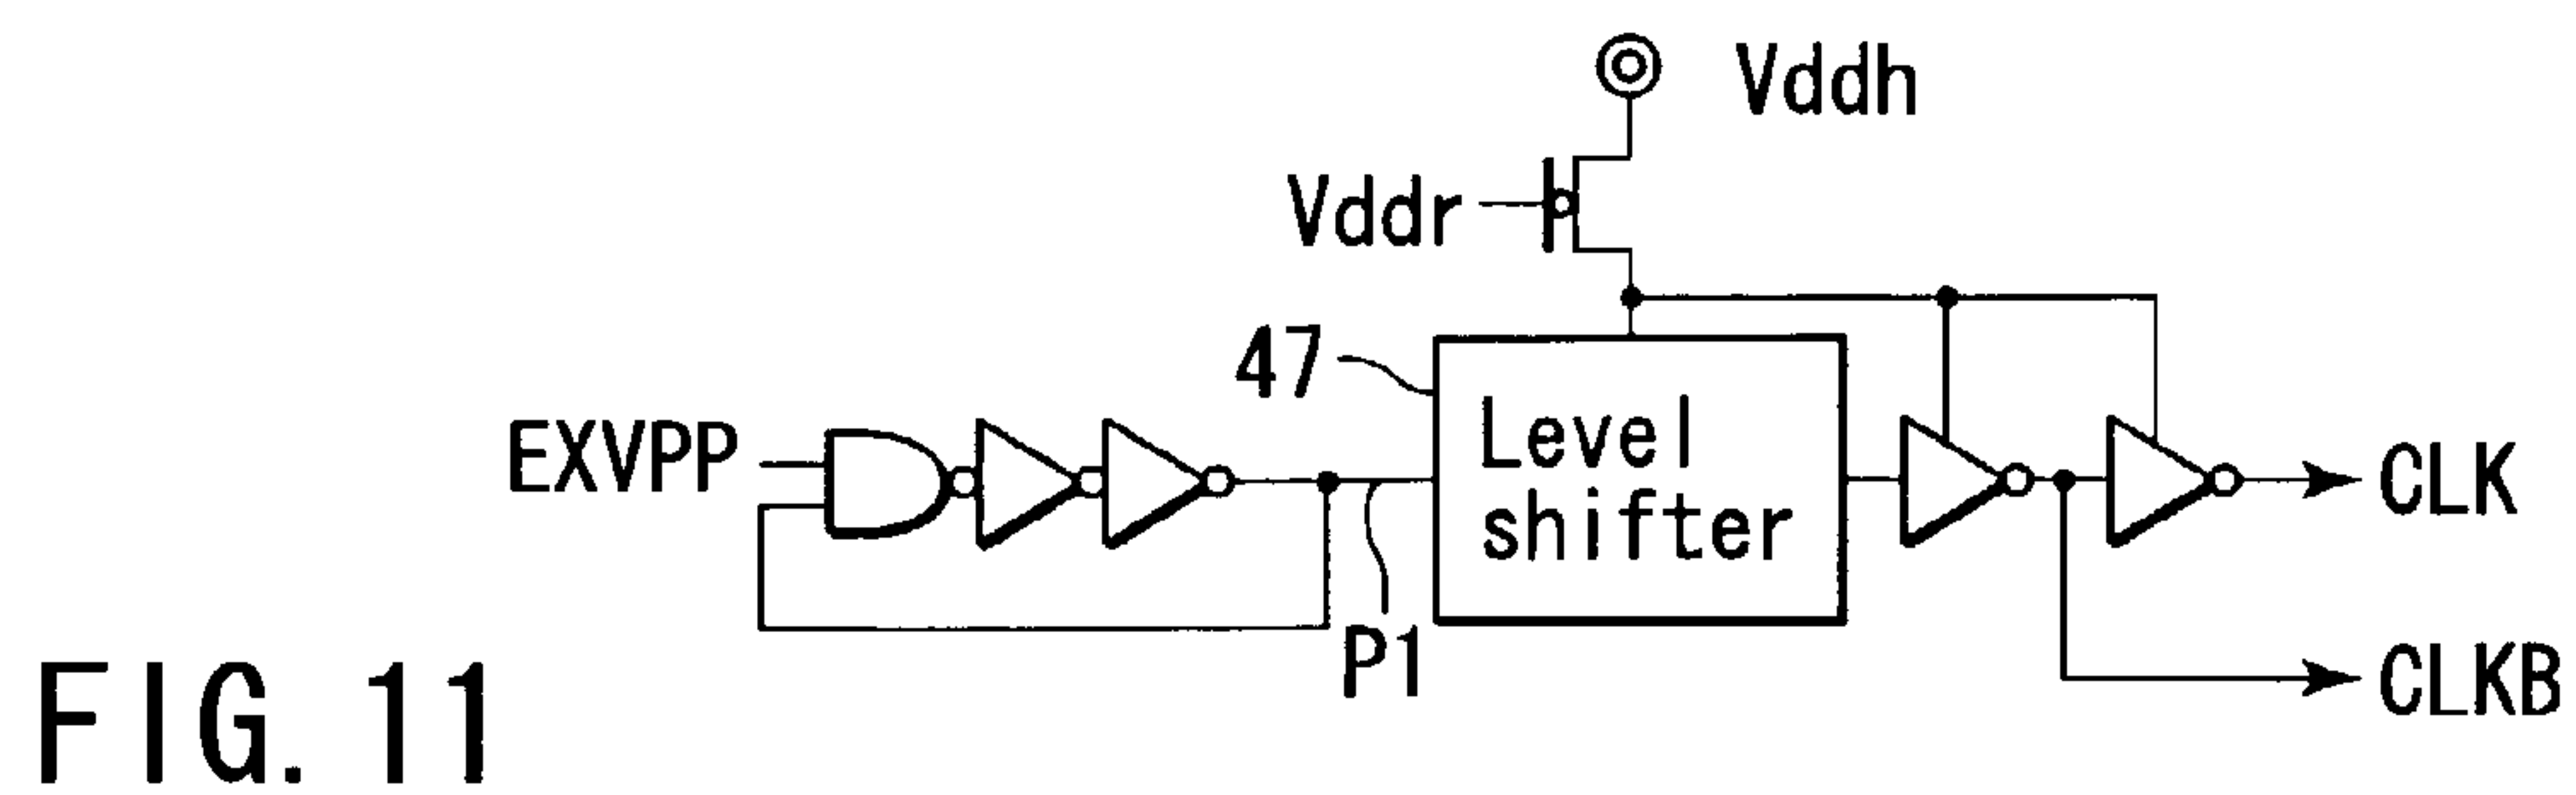 Vddh
Vddr
47
Level
shifter
EXVPP
CLK
P1
CLKB
FIG. 11